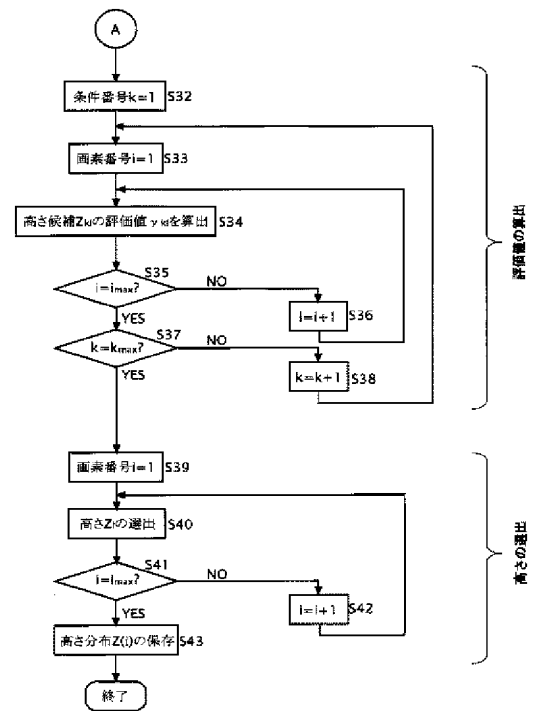 A
条件番号k=1 S32
画素番号i=1 S33
高さ候補Zkiの評価値γkiを算出 S34
S35
i=imax?
NO
i=i+1 S36
YES
S37
k=kmax?
NO
k=k+1 S38
YES
評価値の算出
画素番号i=1 S39
高さZiの選出 S40
S41
i=imax?
NO
i=i+1 S42
YES
高さ分布Z(i)の保存 S43
終了
高さの選出